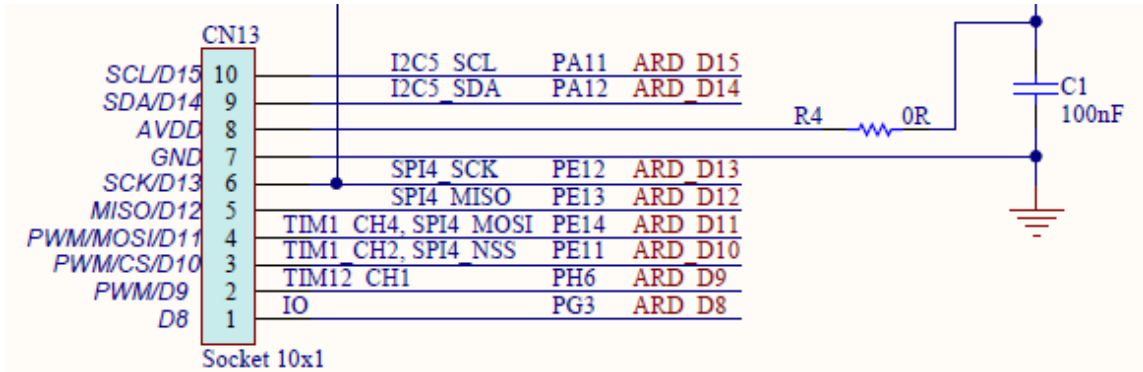 CN13
SCL/D15 10 I2C5_SCL PA11 ARD_D15
SDA/D14 9 I2C5_SDA PA12 ARD_D14
AVDD 8 R4 0R
C1
100nF
GND 7
SCK/D13 6 SPI4_SCK PE12 ARD_D13
MISO/D12 5 SPI4_MISO PE13 ARD_D12
PWM/MOSI/D11 4 TIM1_CH4, SPI4_MOSI PE14 ARD_D11
PWM/CS/D10 3 TIM1_CH2, SPI4_NSS PE11 ARD_D10
PWM/D9 2 TIM12_CH1 PH6 ARD_D9
D8 1 IO PG3 ARD_D8
Socket 10x1